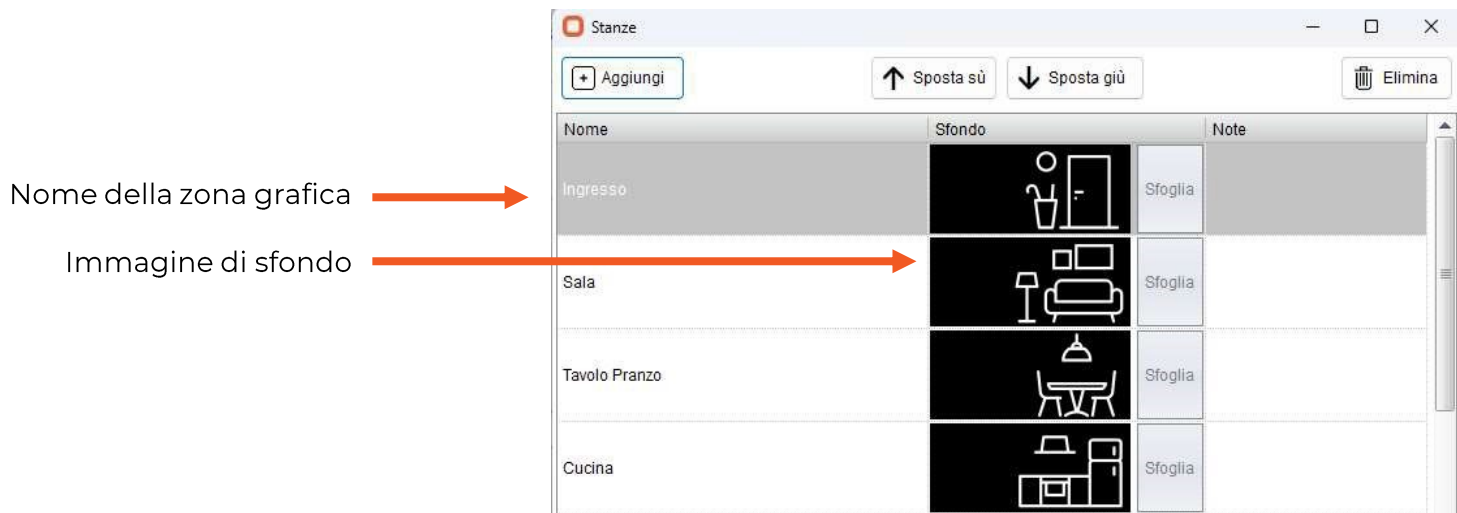 Stanze
Aggiungi
Sposta sù
Sposta giù
Elimina
Nome
Sfondo
Note
Nome della zona grafica
Ingresso
Sfoglia
Immagine di sfondo
Sala
Sfoglia
Tavolo Pranzo
Sfoglia
Cucina
Sfoglia